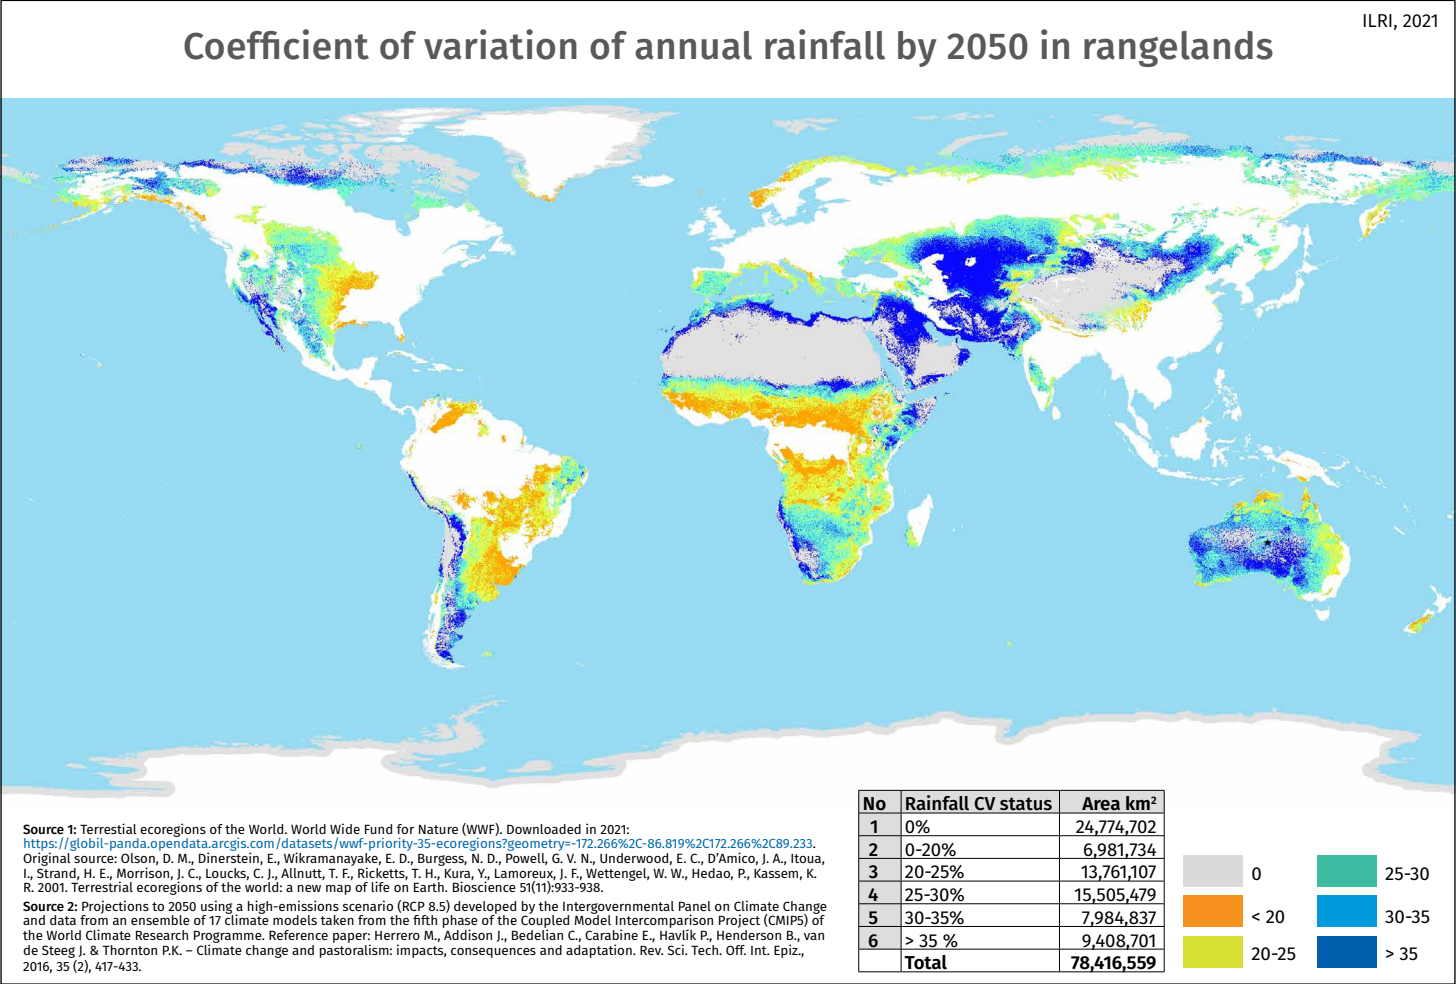 ILRI, 2021
Coefficient of variation of annual rainfall by 2050 in rangelands
Source 1: Terrestial ecoregions of the World. World Wide Fund for Nature (WWF). Downloaded in 2021:
https://globil-panda.opendata.arcgis.com/datasets/wwf-priority-35-ecoregions?geometry=-172.266%2C-86.819%2C172.266%2C89.233.
Original source: Olson, D. M., Dinerstein, E., Wikramanayake, E. D., Burgess, N. D., Powell, G. V. N., Underwood, E. C., D'Amico, J. A., Itoua,
I., Strand, H. E., Morrison, J. C., Loucks, C. J., Allnutt, T. F., Ricketts, T. H., Kura, Y., Lamoreux, J. F., Wettengel, W. W., Hedao, P., Kassem, K.
R. 2001. Terrestrial ecoregions of the world: a new map of life on Earth. Bioscience 51(11):933-938.
Source 2: Projections to 2050 using a high-emissions scenario (RCP 8.5) developed by the Intergovernmental Panel on Climate Change
and data from an ensemble of 17 climate models taken from the fifth phase of the Coupled Model Intercomparison Project (CMIP5) of
the World Climate Research Programme. Reference paper: Herrero M., Addison J., Bedelian C., Carabine E., Havlík P., Henderson B., van
de Steeg J. & Thornton P.K. – Climate change and pastoralism: impacts, consequences and adaptation. Rev. Sci. Tech. Off. Int. Epiz.,
2016, 35 (2), 417-433.
No Rainfall CV status Area km²
1 0% 24,774,702
2 0-20% 6,981,734
3 20-25% 13,761,107
4 25-30% 15,505,479
5 30-35% 7,984,837
6 > 35 % 9,408,701
Total 78,416,559
0 25-30
< 20 30-35
20-25 > 35